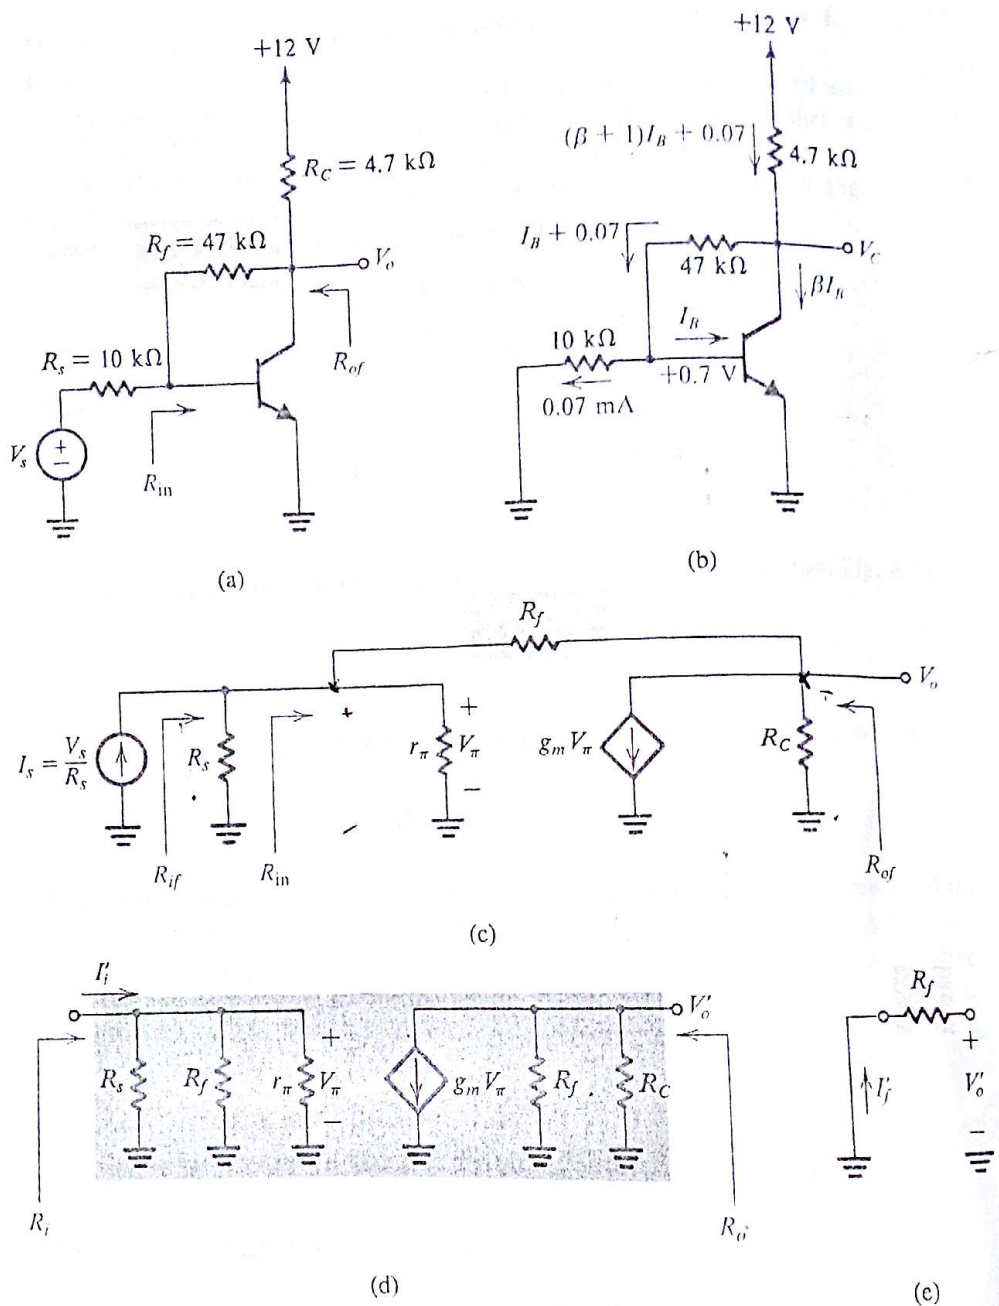 +12 V
R_C = 4.7 kΩ
R_f = 47 kΩ
V_o
R_of
R_s = 10 kΩ
V_s
+
−
R_in
(a)
+12 V
(β + 1)I_B + 0.07
4.7 kΩ
I_B + 0.07
47 kΩ
V_C
βI_B
I_B
10 kΩ
+0.7 V
0.07 mA
(b)
R_f
V_o
I_s = V_s/R_s
R_s
r_π
+
V_π
−
g_m V_π
R_C
R_if
R_in
R_of
(c)
I'_i
V'_o
R_s
R_f
r_π
+
V_π
−
g_m V_π
R_f
R_C
R_i
R_o
(d)
R_f
+
I'_f
V'_o
−
(e)